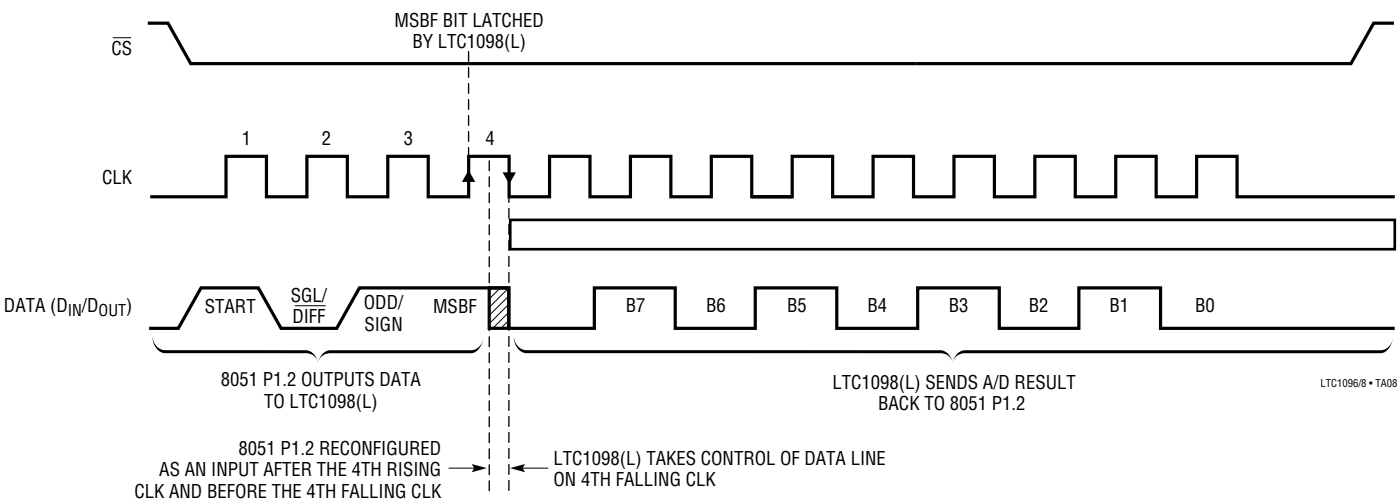 MSBF BIT LATCHED
BY LTC1098(L)
CS
1 2 3 4
CLK
DATA (DIN/DOUT)
START
SGL/
DIFF
ODD/
SIGN
MSBF
B7 B6 B5 B4 B3 B2 B1 B0
8051 P1.2 OUTPUTS DATA
TO LTC1098(L)
LTC1098(L) SENDS A/D RESULT
BACK TO 8051 P1.2
LTC1096/8 • TA08
8051 P1.2 RECONFIGURED
AS AN INPUT AFTER THE 4TH RISING
CLK AND BEFORE THE 4TH FALLING CLK
LTC1098(L) TAKES CONTROL OF DATA LINE
ON 4TH FALLING CLK